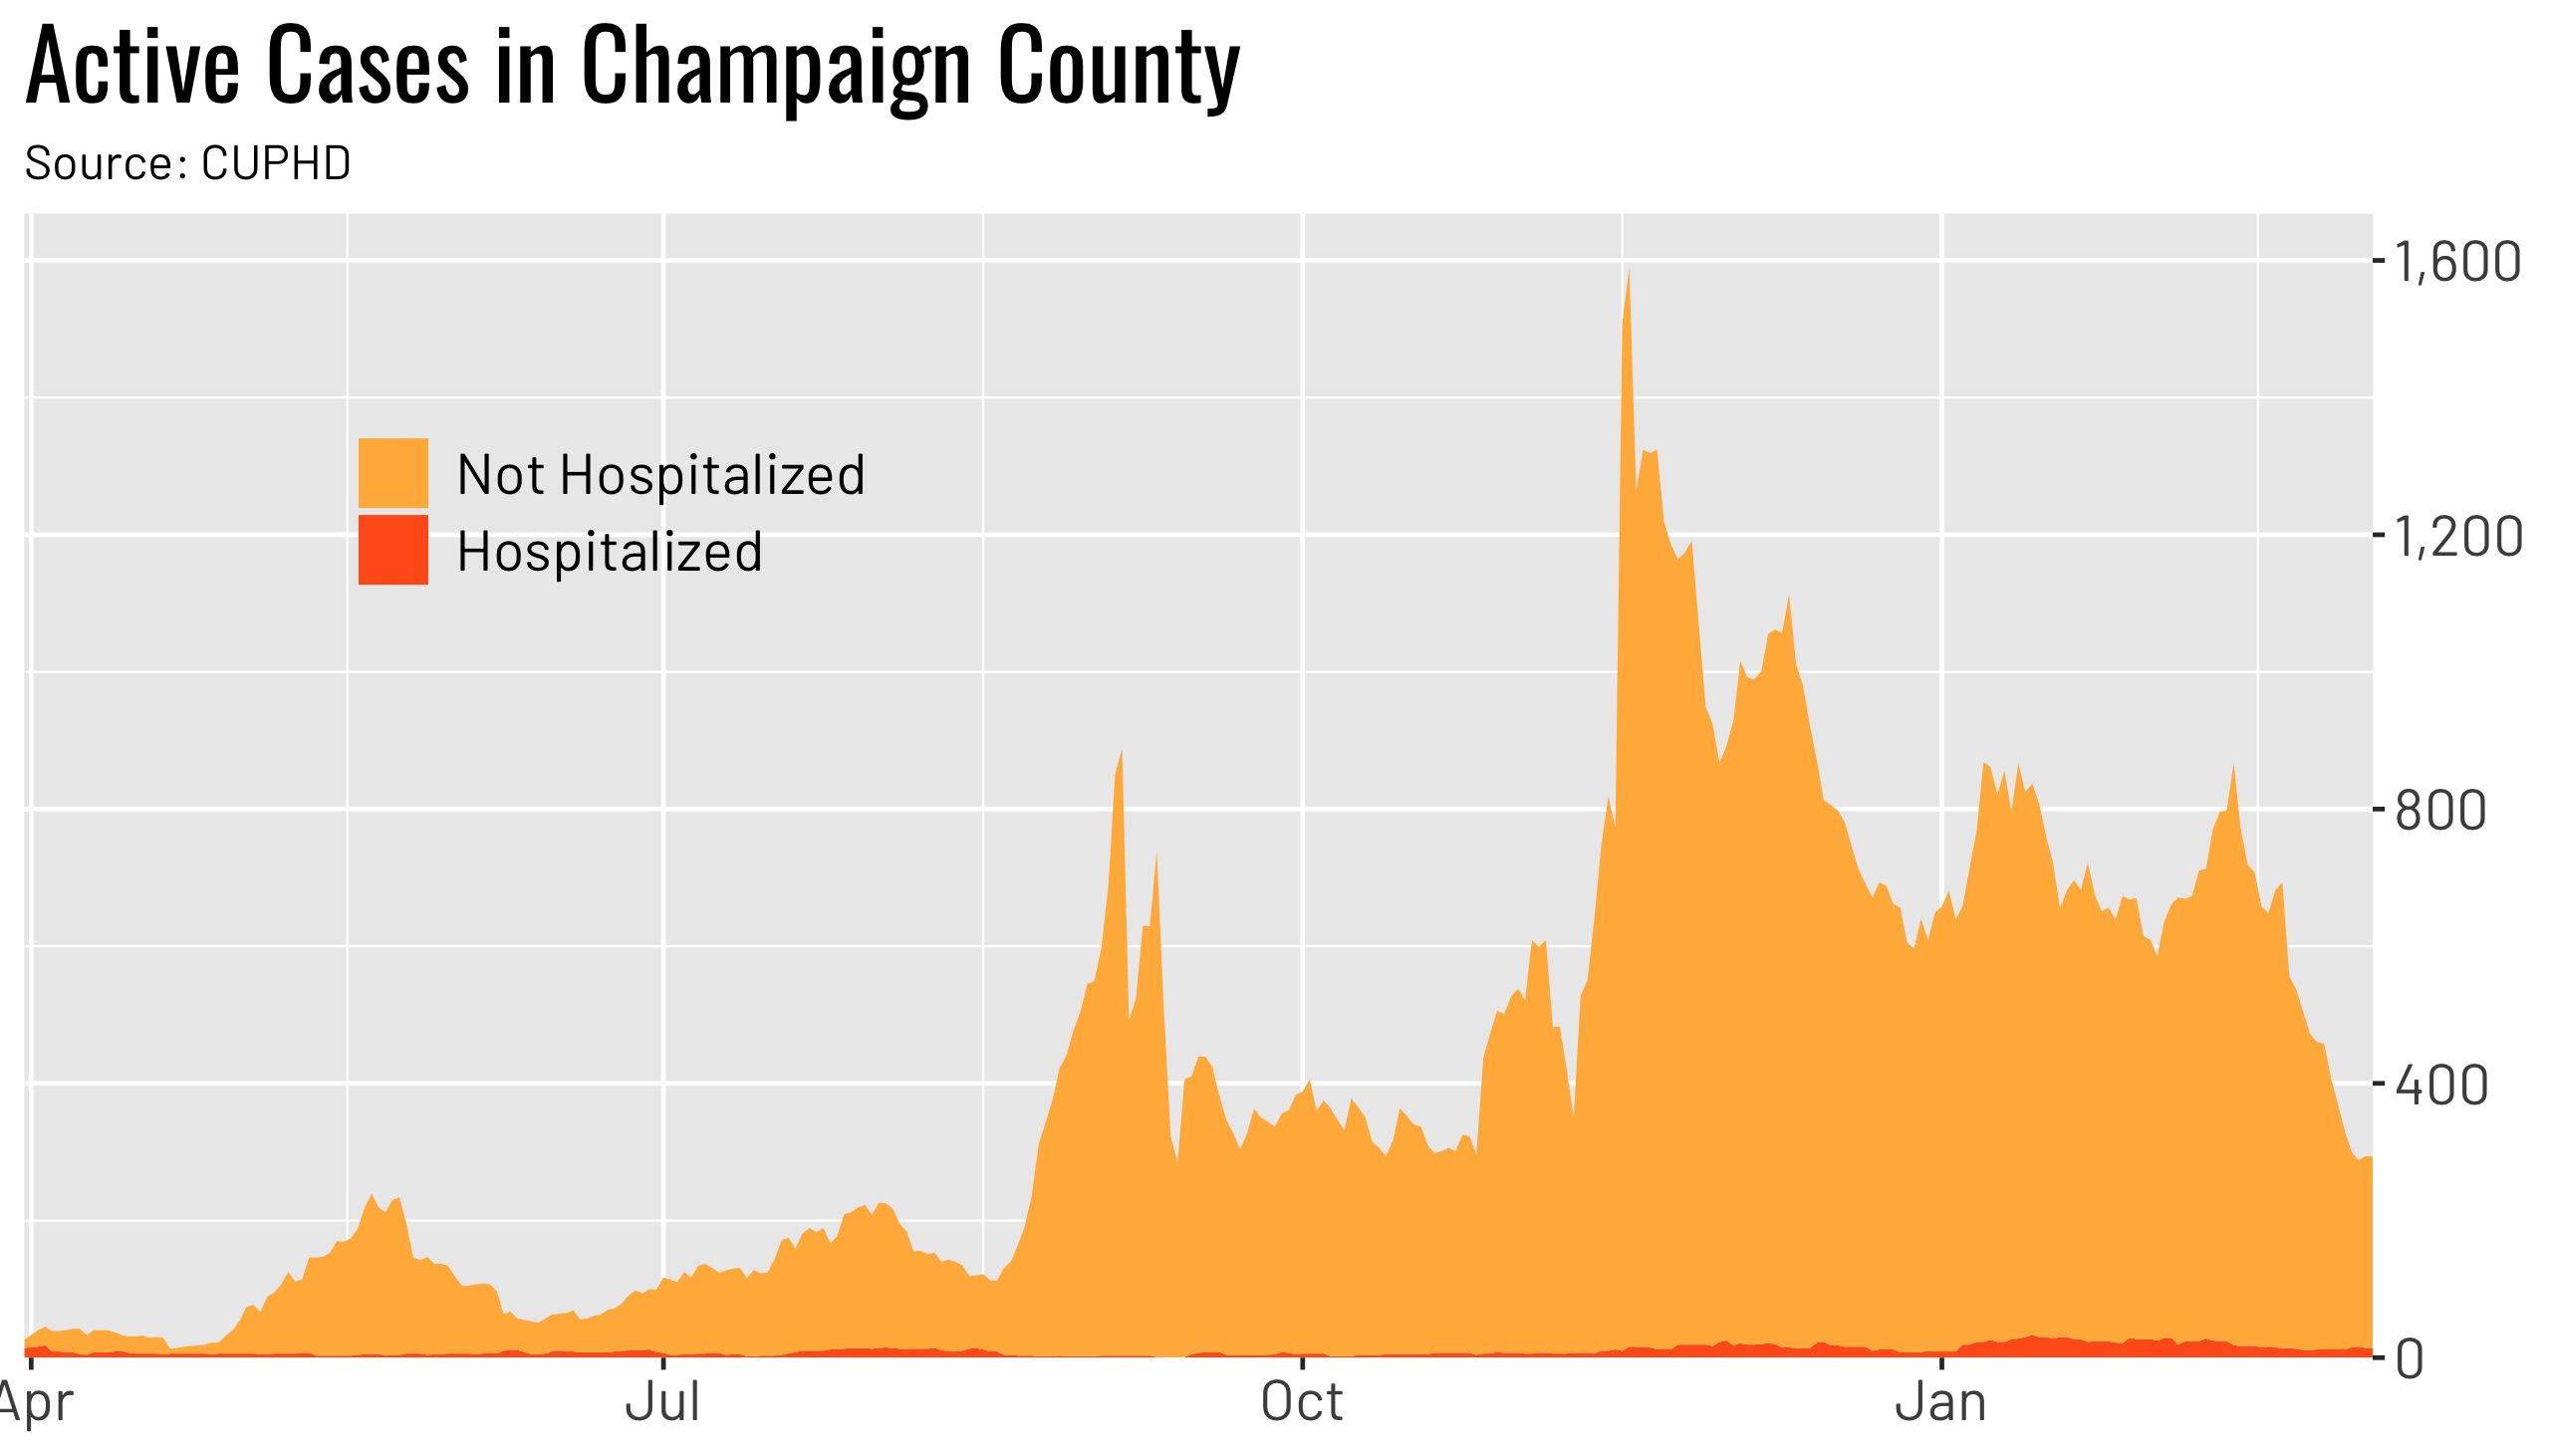 Active Cases in Champaign County
Source: CUPHD
1,600
Not Hospitalized
1,200
Hospitalized
800
400
0
Apr Jul Oct Jan